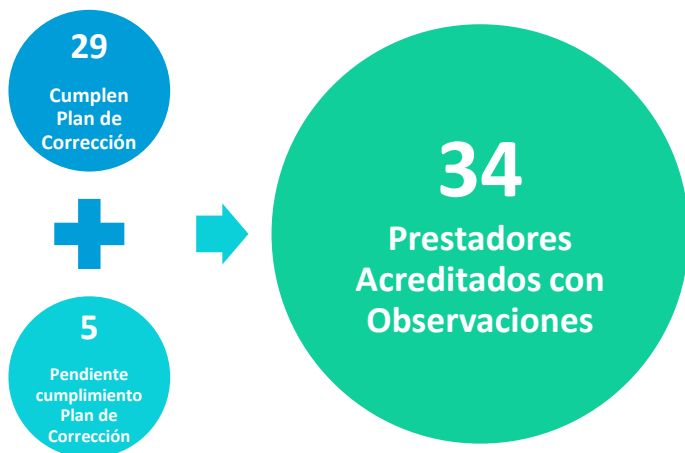 29
Cumplen
Plan de
Corrección
5
Pendiente
cumplimiento
Plan de
Corrección
34
Prestadores
Acreditados con
Observaciones